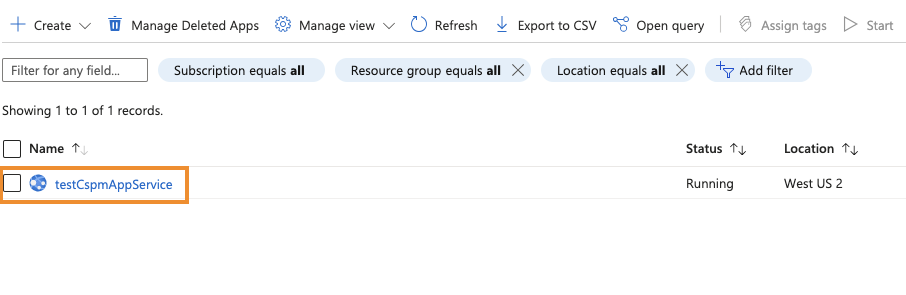 Create Manage Deleted Apps Manage view Refresh Export to CSV Open query Assign tags Start
Filter for any field... Subscription equals all Resource group equals all Location equals all Add filter
Showing 1 to 1 of 1 records.
Name Status Location
testCspmAppService Running West US 2